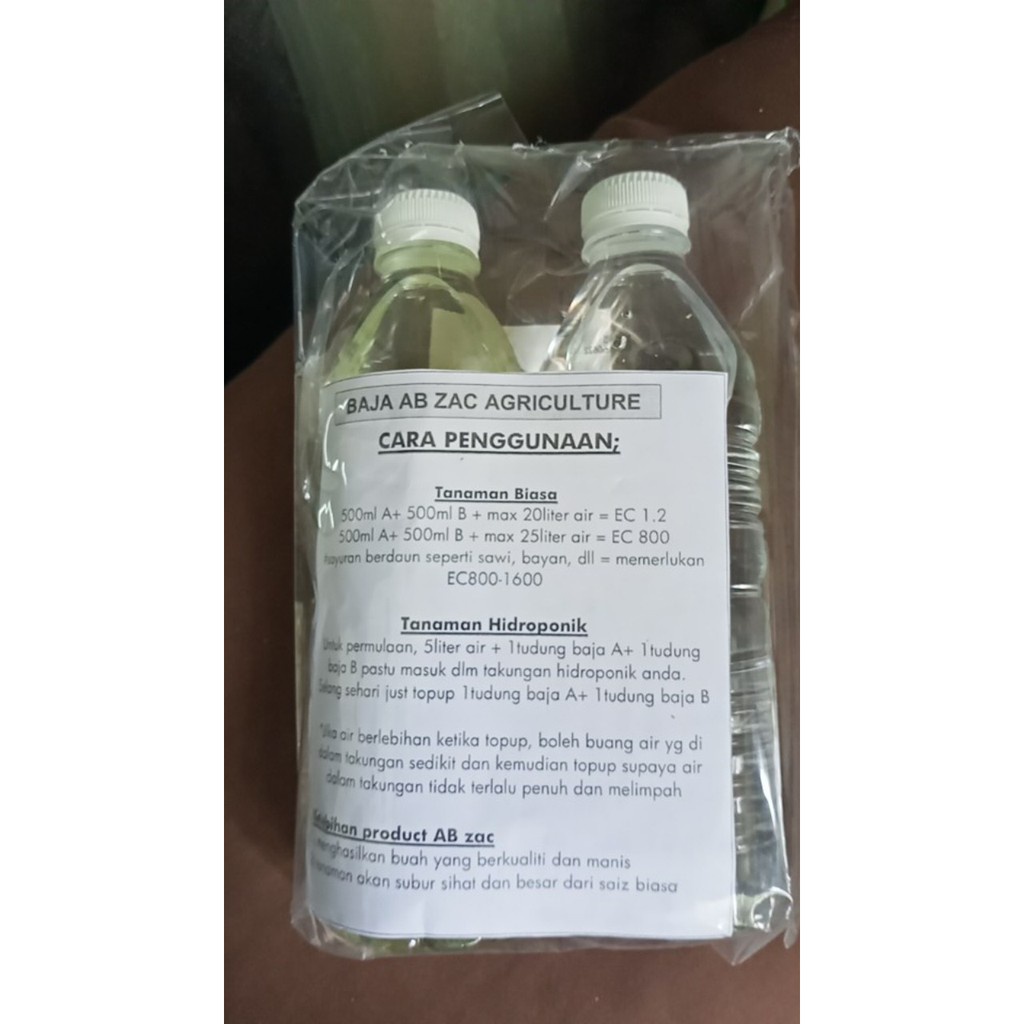 BAJA AB ZAC AGRICULTURE
CARA PENGGUNAAN;
Tanaman Biasa
500ml A+ 500ml B + max 20liter air = EC 1.2
500ml A+ 500ml B + max 25liter air = EC 800
berdaun seperti sawi, bayan, dll = memerlukan
EC800-1600
Tanaman Hidroponik
Untuk permulaan, 5liter air + 1tudung baja A+ 1tudung
baja B pastu masuk dlm takungan hidroponik anda.
Selang sehari just topup 1tudung baja A+ 1tudung baja B
*Jika air berlebihan ketika topup, boleh buang air yg di
dalam takungan sedikit dan kemudian topup supaya air
dalam takungan tidak terlalu penuh dan melimpah
product AB zac
menghasilkan buah yang berkualiti dan manis
akan subur sihat dan besar dari saiz biasa